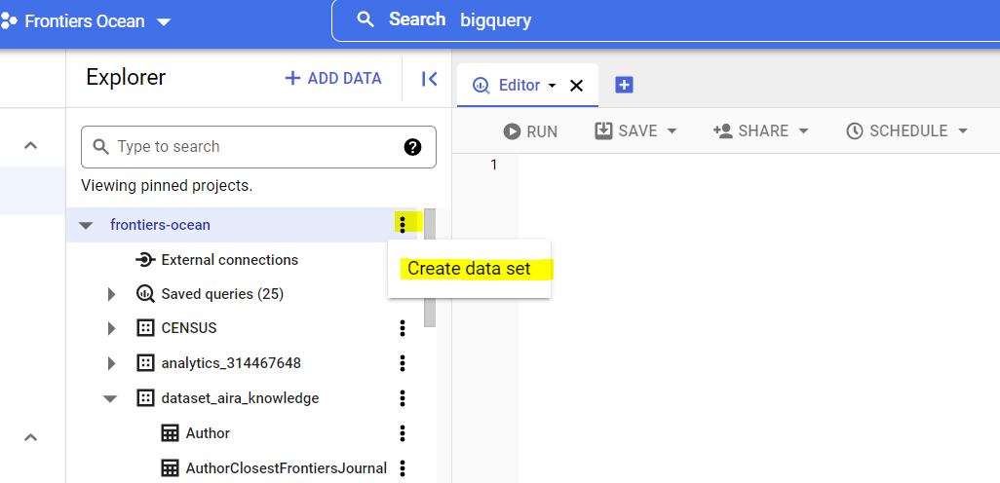 Frontiers Ocean
Search bigquery
Explorer
+ ADD DATA
Editor
RUN
SAVE
SHARE
SCHEDULE
Type to search
1
Viewing pinned projects.
frontiers-ocean
External connections
Create data set
Saved queries (25)
CENSUS
analytics_314467648
dataset_aira_knowledge
Author
AuthorClosestFrontiersJournal